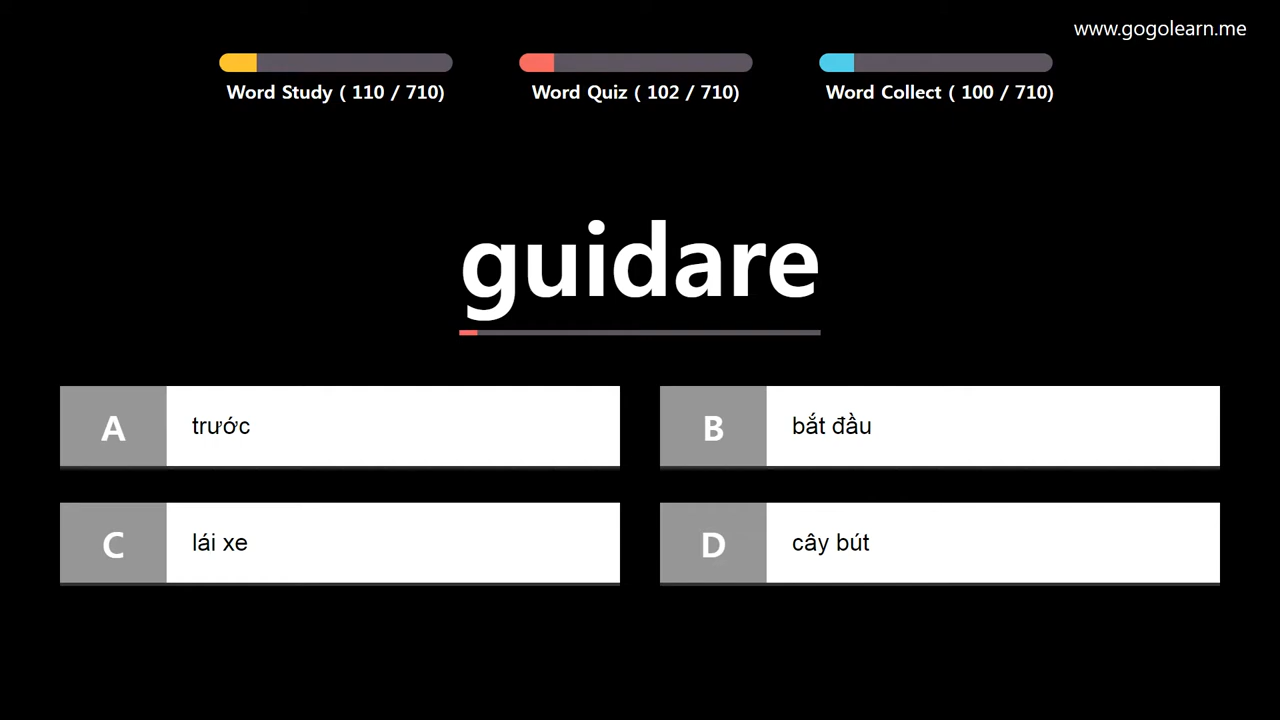 www.gogolearn.me
Word Study ( 110 / 710)
Word Quiz ( 102 / 710)
Word Collect ( 100 / 710)
guidare
A
trước
B
bắt đầu
C
lái xe
D
cây bút